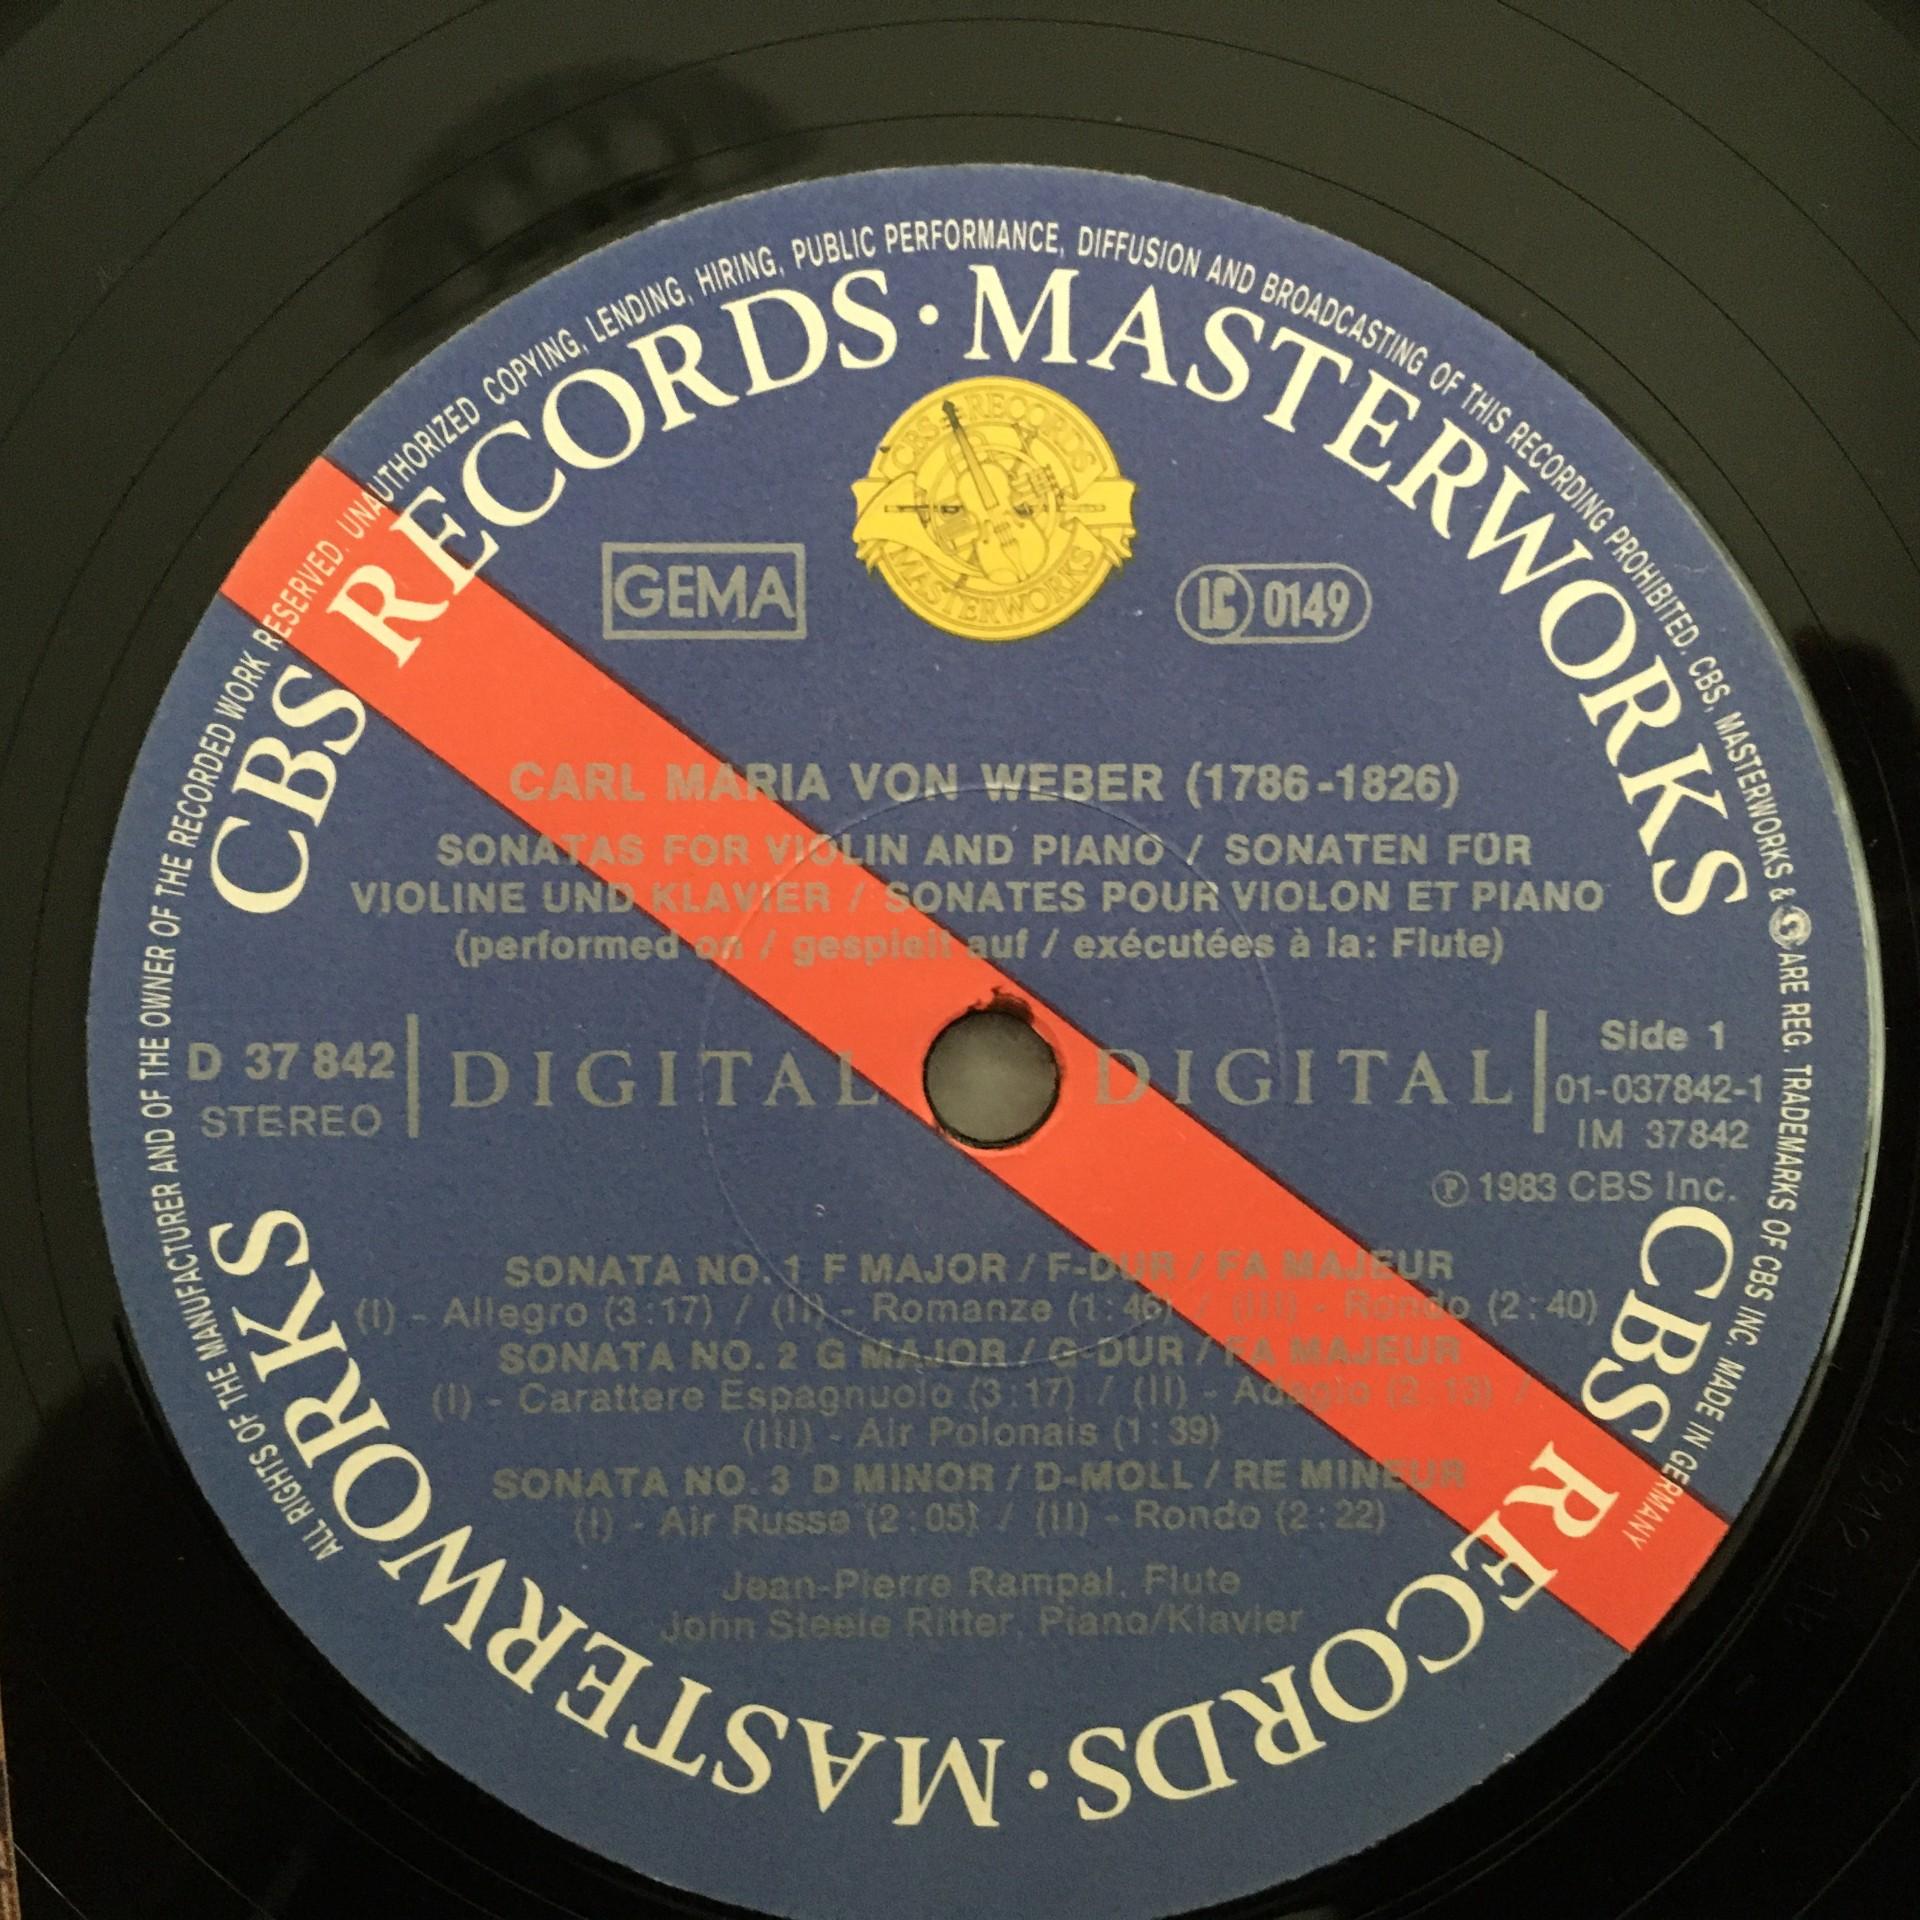 ALL RIGHTS OF THE MANUFACTURER AND OF THE OWNER OF THE RECORDED WORK RESERVED. UNAUTHORIZED COPYING, LENDING, HIRING, PUBLIC PERFORMANCE, DIFFUSION AND BROADCASTING OF THIS RECORDING PROHIBITED. CBS, MASTERWORKS & ARE REG. TRADEMARKS OF CBS INC. MADE IN GERMANY
CBS RECORDS · MASTERWORKS
CBS RECORDS · MASTERWORKS
CBS RECORDS
MASTERWORKS
GEMA
LC 0149
CARL MARIA VON WEBER (1786-1826)
SONATAS FOR VIOLIN AND PIANO / SONATEN FÜR
VIOLINE UND KLAVIER / SONATES POUR VIOLON ET PIANO
(performed on / gespielt auf / exécutées à la: Flute)
D 37 842
STEREO
DIGITAL DIGITAL
Side 1
01-037842-1
IM 37842
℗ 1983 CBS Inc.
SONATA NO. 1 F MAJOR / F-DUR / FA MAJEUR
(I) - Allegro (3:17) / (II) - Romanze (1:46) / (III) - Rondo (2:40)
SONATA NO. 2 G MAJOR / G-DUR / FA MAJEUR
(I) - Carattere Espagnuolo (3:17) / (II) - Adagio (2:13) /
(III) - Air Polonais (1:39)
SONATA NO. 3 D MINOR / D-MOLL / RE MINEUR
(I) - Air Russe (2:05) / (II) - Rondo (2:22)
Jean-Pierre Rampal, Flute
John Steele Ritter, Piano/Klavier